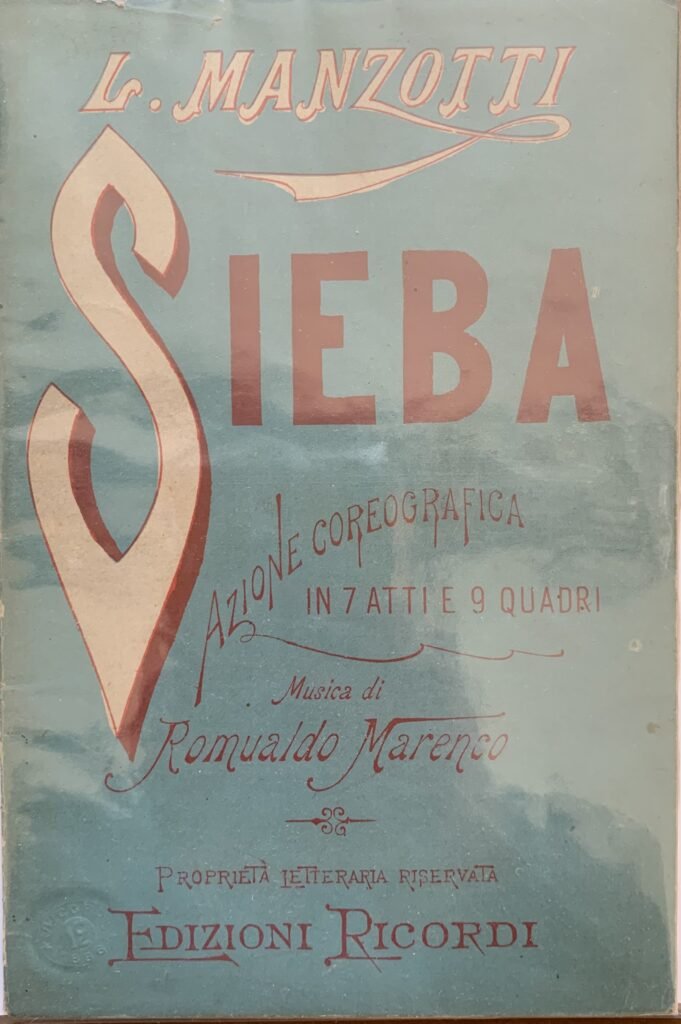 L. MANZOTTI
SIEBA
AZIONE COREOGRAFICA
IN 7 ATTI E 9 QUADRI
Musica di
Romualdo Marenco
PROPRIETÀ LETTERARIA RISERVATA
EDIZIONI RICORDI